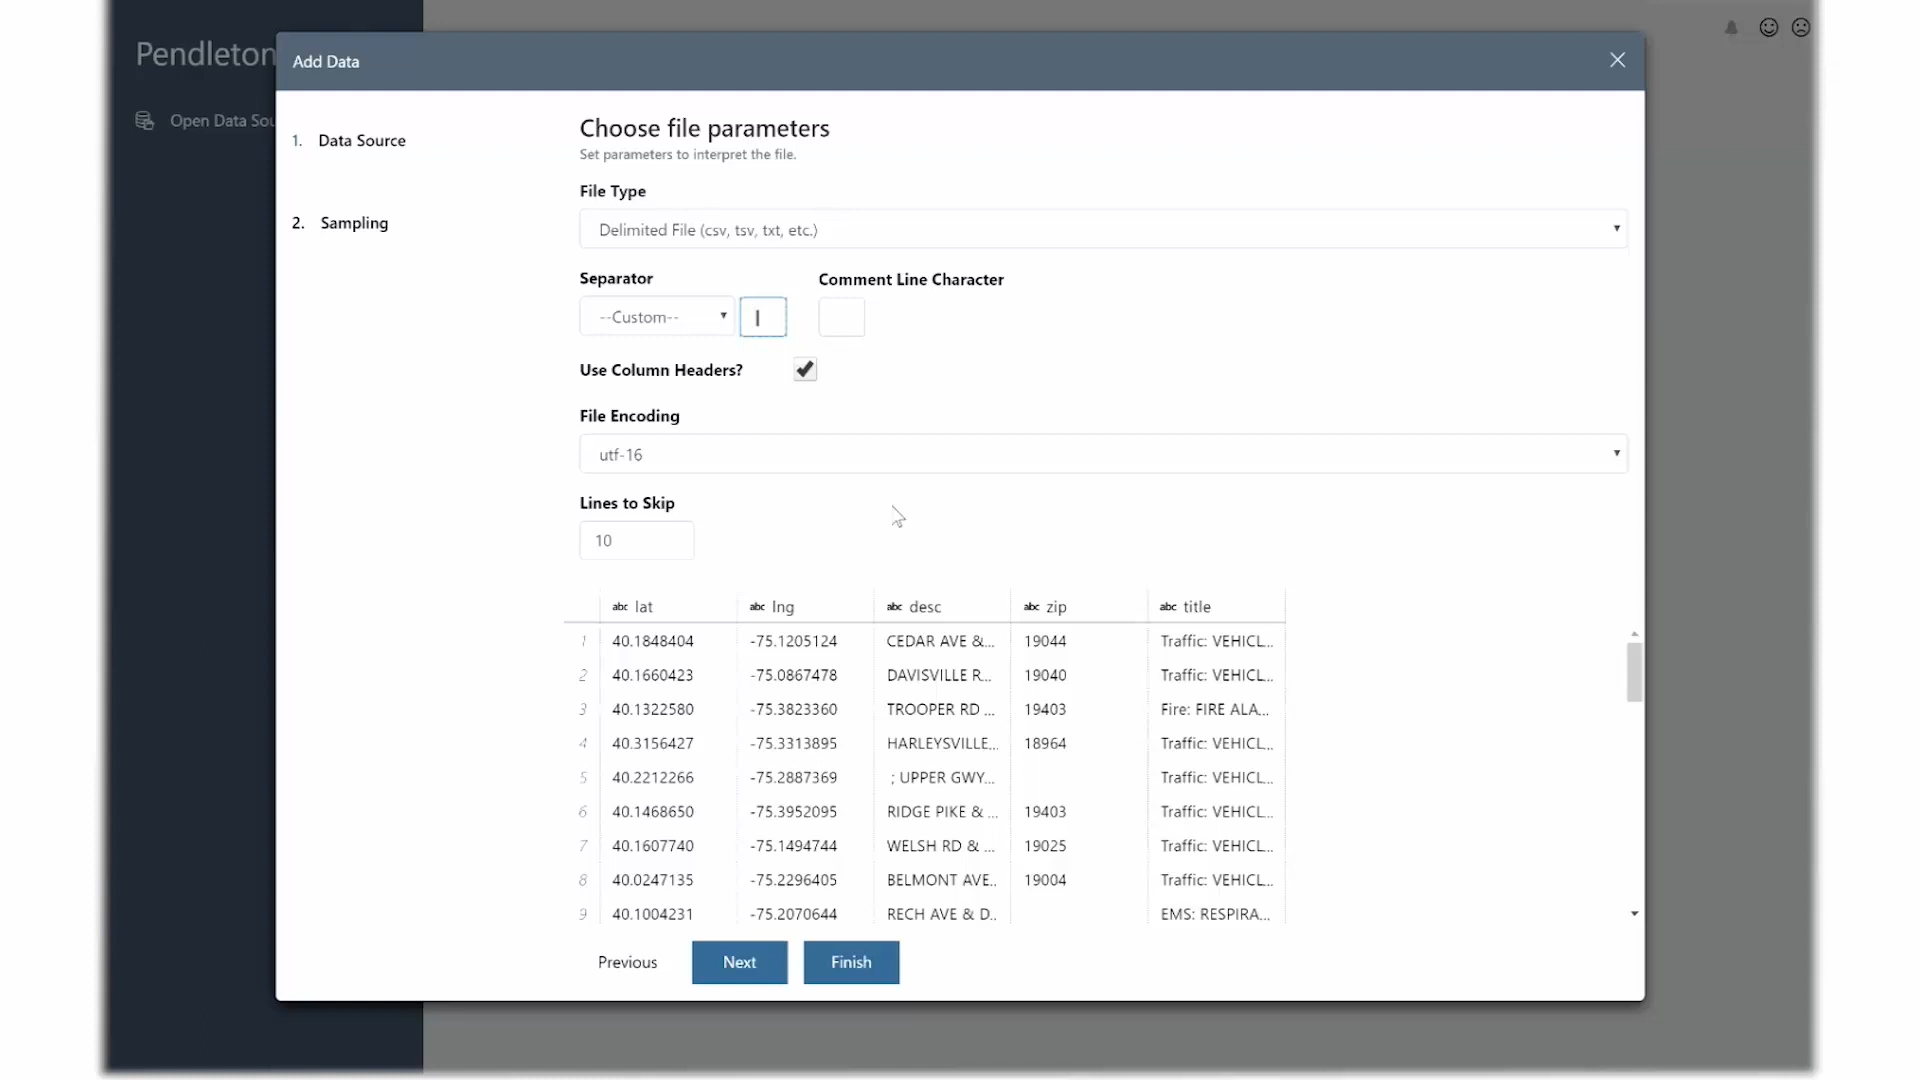 Pendleton
Open Data Sou
Add Data
1. Data Source
2. Sampling
Choose file parameters
Set parameters to interpret the file.
File Type
Delimited File (csv, tsv, txt, etc.)
Separator
Comment Line Character
--Custom-- |
Use Column Headers?
File Encoding
utf-16
Lines to Skip
10
abc lat abc lng abc desc abc zip abc title
1 40.1848404 -75.1205124 CEDAR AVE &... 19044 Traffic: VEHICL...
2 40.1660423 -75.0867478 DAVISVILLE R... 19040 Traffic: VEHICL...
3 40.1322580 -75.3823360 TROOPER RD ... 19403 Fire: FIRE ALA...
4 40.3156427 -75.3313895 HARLEYSVILLE... 18964 Traffic: VEHICL...
5 40.2212266 -75.2887369 ; UPPER GWY... Traffic: VEHICL...
6 40.1468650 -75.3952095 RIDGE PIKE & ... 19403 Traffic: VEHICL...
7 40.1607740 -75.1494744 WELSH RD & ... 19025 Traffic: VEHICL...
8 40.0247135 -75.2296405 BELMONT AVE... 19004 Traffic: VEHICL...
9 40.1004231 -75.2070644 RECH AVE & D... EMS: RESPIRA...
Previous Next Finish